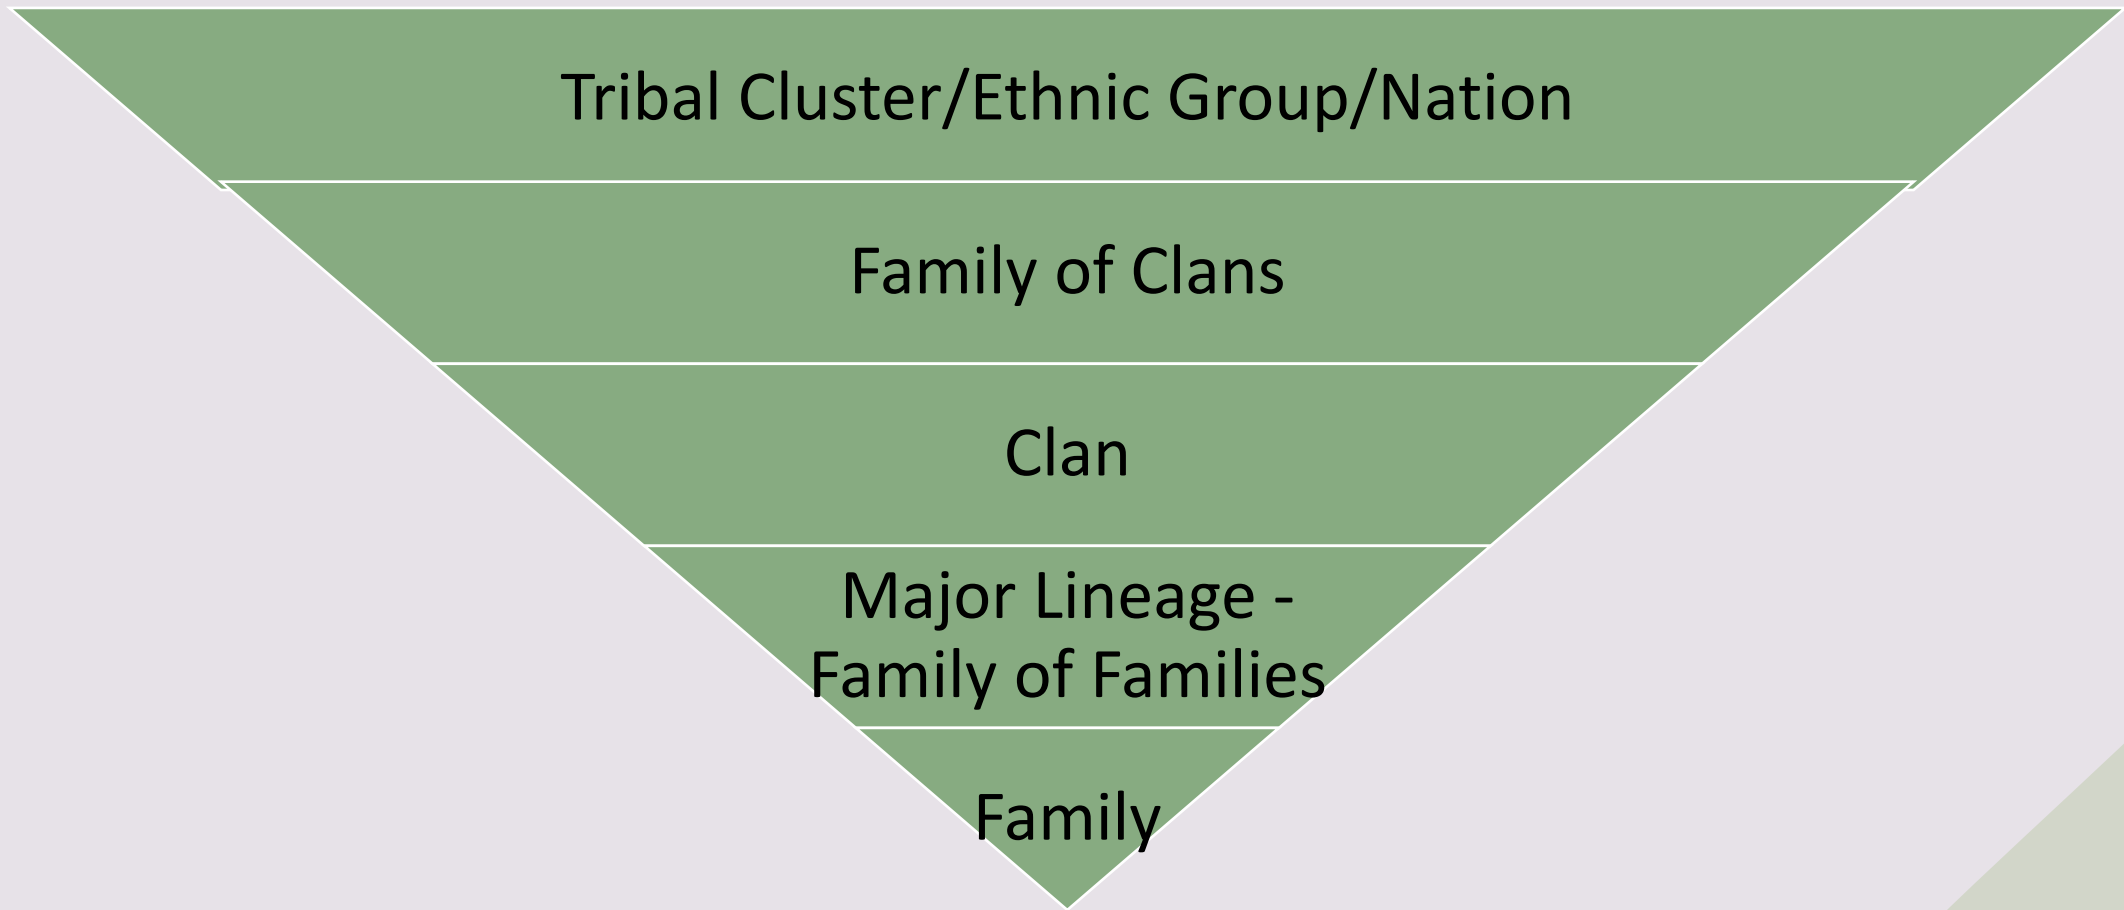 Tribal Cluster/Ethnic Group/Nation
Family of Clans
Clan
Major Lineage -
Family of Families
Family